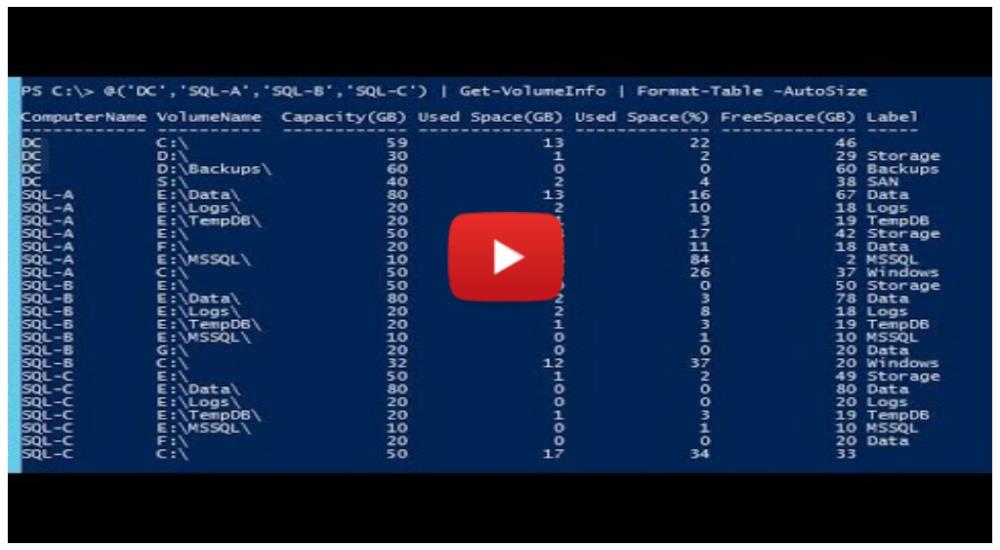 PS C:\> @('DC','SQL-A','SQL-B','SQL-C') | Get-VolumeInfo | Format-Table -AutoSize
ComputerName VolumeName Capacity(GB) Used Space(GB) Used Space(%) FreeSpace(GB) Label
------------ ---------- ------------ -------------- ------------- ------------- -----
DC C:\ 59 13 22 46
DC D:\ 30 1 2 29 Storage
DC D:\Backups\ 60 0 0 60 Backups
DC S:\ 40 2 4 38 SAN
SQL-A E:\Data\ 80 13 16 67 Data
SQL-A E:\Logs\ 20 2 10 18 Logs
SQL-A E:\TempDB\ 20 3 19 TempDB
SQL-A E:\ 50 17 42 Storage
SQL-A F:\ 20 11 18 Data
SQL-A E:\MSSQL\ 10 84 2 MSSQL
SQL-A C:\ 50 26 37 Windows
SQL-B E:\ 50 0 50 Storage
SQL-B E:\Data\ 80 2 3 78 Data
SQL-B E:\Logs\ 20 2 8 18 Logs
SQL-B E:\TempDB\ 20 1 3 19 TempDB
SQL-B E:\MSSQL\ 10 0 1 10 MSSQL
SQL-B G:\ 20 0 0 20 Data
SQL-B C:\ 32 12 37 20 Windows
SQL-C E:\ 50 1 2 49 Storage
SQL-C E:\Data\ 80 0 0 80 Data
SQL-C E:\Logs\ 20 0 0 20 Logs
SQL-C E:\TempDB\ 20 1 3 19 TempDB
SQL-C E:\MSSQL\ 10 0 1 10 MSSQL
SQL-C F:\ 20 0 0 20 Data
SQL-C C:\ 50 17 34 33